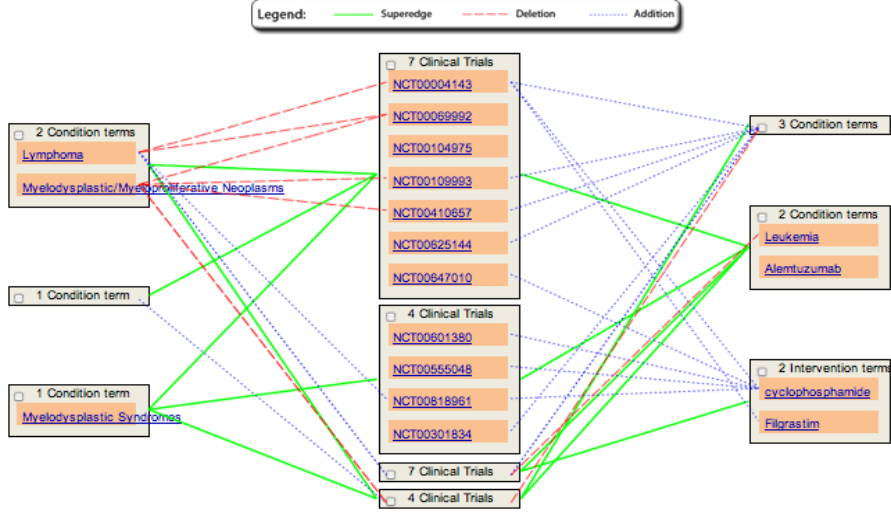 Legend: Superedge Deletion Addition
2 Condition terms
Lymphoma
Myelodysplastic/Myeloproliferative Neoplasms
1 Condition term
1 Condition term
Myelodysplastic Syndromes
7 Clinical Trials
NCT00004143
NCT00069992
NCT00104975
NCT00109993
NCT00410657
NCT00625144
NCT00647010
4 Clinical Trials
NCT00601380
NCT00555048
NCT00818961
NCT00301834
7 Clinical Trials
4 Clinical Trials
3 Condition terms
2 Condition terms
Leukemia
Alemtuzumab
2 Intervention terms
cyclophosphamide
Filgrastim